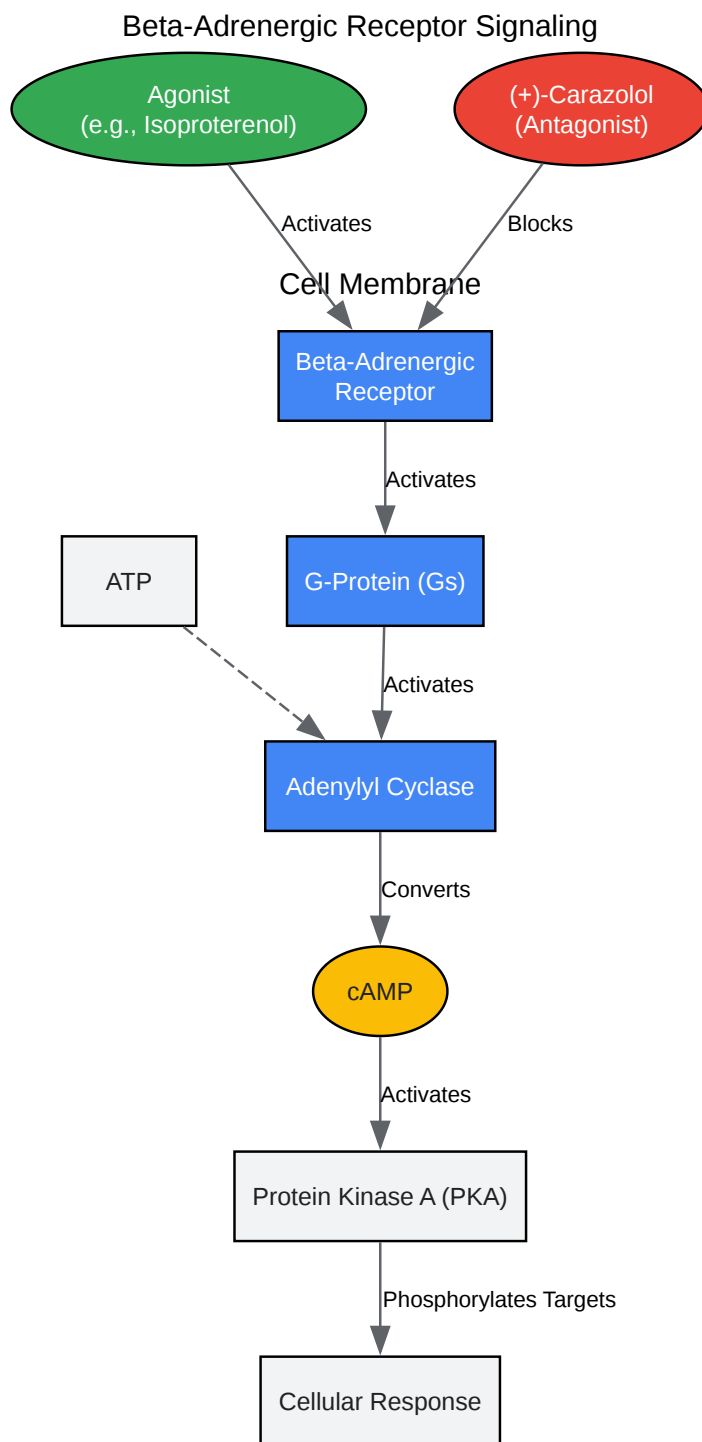 Beta-Adrenergic Receptor Signaling
Agonist
(e.g., Isoproterenol)
(+)-Carazolol
(Antagonist)
Activates
Blocks
Cell Membrane
Beta-Adrenergic
Receptor
Activates
ATP
G-Protein (Gs)
Activates
Adenylyl Cyclase
Converts
cAMP
Activates
Protein Kinase A (PKA)
Phosphorylates Targets
Cellular Response